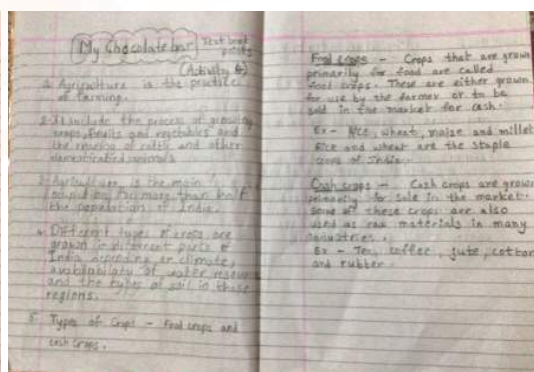 My Chocolate bar Text book points
(Activity 6)
1. Agriculture is the practice
of farming.
2. It include the process of growing
crops, fruits and vegetables and
the rearing of cattle and other
domesticated animals.
3. Agriculture is the main
occupation for more than half
the population of India.
4. Different types of crops are
grown in different parts of
India depending on climate,
availability of water resource
and the types of soil in those
regions.
5. Types of Crops - Food crops and
cash crops.
Food crops - Crops that are grown
primarily for food are called
food crops. These are either grown
for use by the farmer or to be
sold in the market for cash.
Ex - Rice, wheat, maize and millet
Rice and wheat are the staple
crops of India.
Cash crops - Cash crops are grown
primarily for sale in the market.
Some of these crops are also
used as raw materials in many
industries.
Ex - Tea, coffee, jute, cotton
and rubber